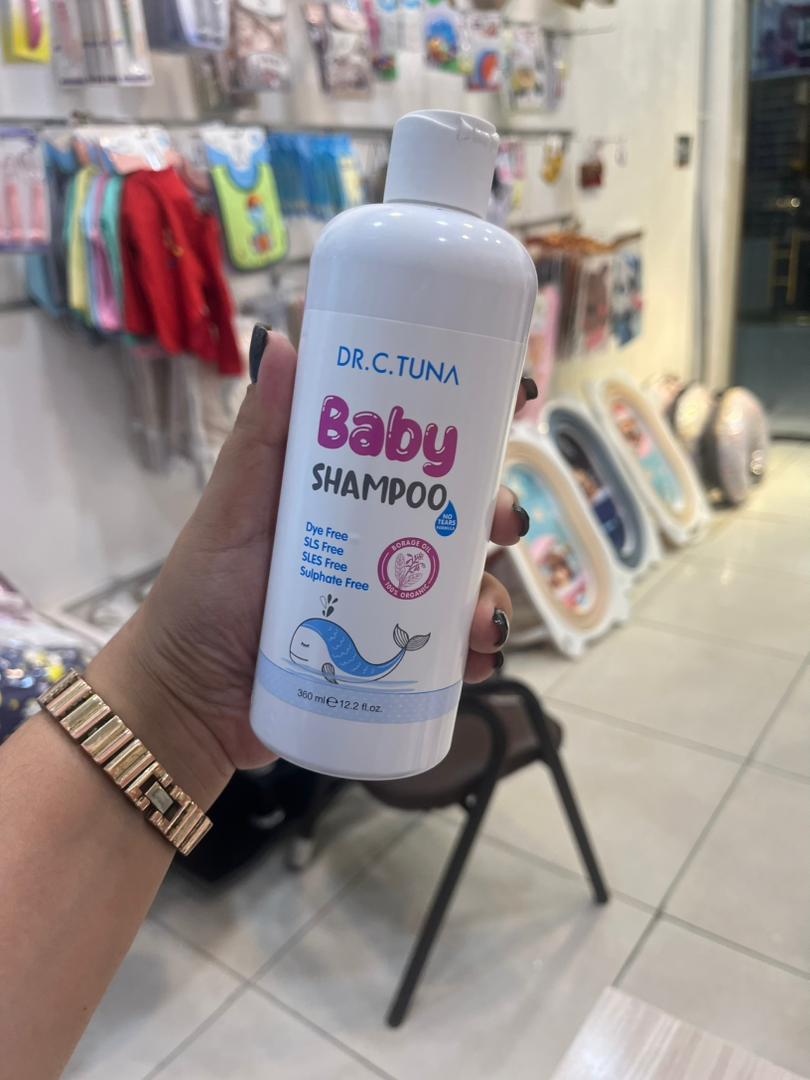 DR.C.TUNA
Baby
SHAMPOO
NO
TEARS
FORMULA
Dye Free
SLS Free
SLES Free
Sulphate Free
BORAGE OIL
100% ORGANIC
360 ml ℮ 12.2 fl.oz.